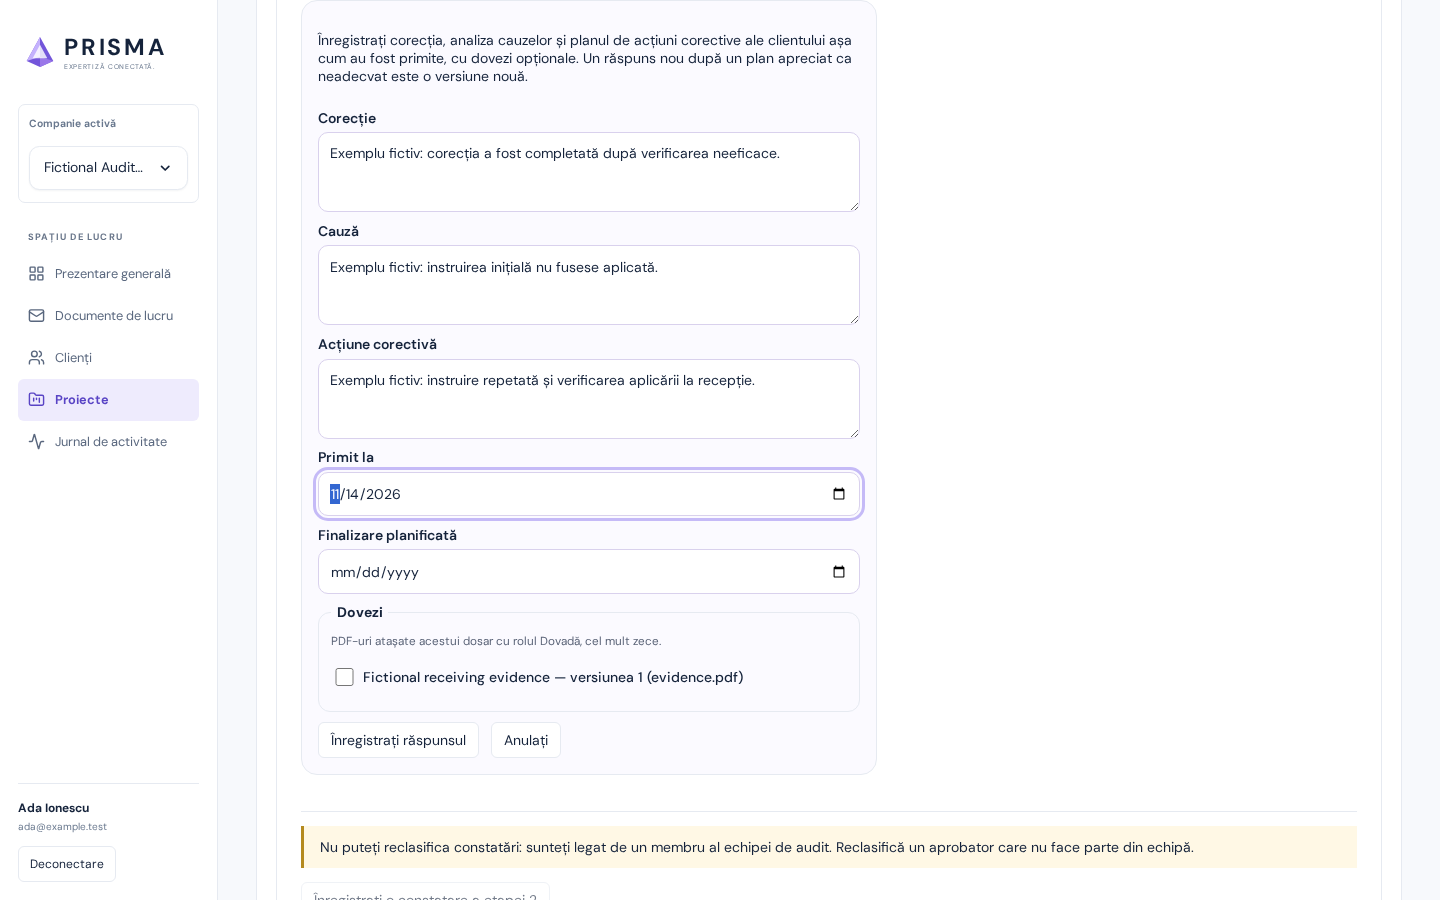 PRISMA
EXPERTIZĂ CONECTATĂ.
Companie activă
Fictional Audit...
SPAȚIU DE LUCRU
Prezentare generală
Documente de lucru
Clienți
Proiecte
Jurnal de activitate
Ada Ionescu
ada@example.test
Deconectare
Înregistrați corecția, analiza cauzelor și planul de acțiuni corective ale clientului așa
cum au fost primite, cu dovezi opționale. Un răspuns nou după un plan apreciat ca
neadecvat este o versiune nouă.
Corecție
Exemplu fictiv: corecția a fost completată după verificarea neeficace.
Cauză
Exemplu fictiv: instruirea inițială nu fusese aplicată.
Acțiune corectivă
Exemplu fictiv: instruire repetată și verificarea aplicării la recepție.
Primit la
11/14/2026
Finalizare planificată
mm/dd/yyyy
Dovezi
PDF-uri atașate acestui dosar cu rolul Dovadă, cel mult zece.
Fictional receiving evidence — versiunea 1 (evidence.pdf)
Înregistrați răspunsul
Anulați
Nu puteți reclasifica constatări: sunteți legat de un membru al echipei de audit. Reclasifică un aprobator care nu face parte din echipă.
Înregistrați o constatare a etapei 2